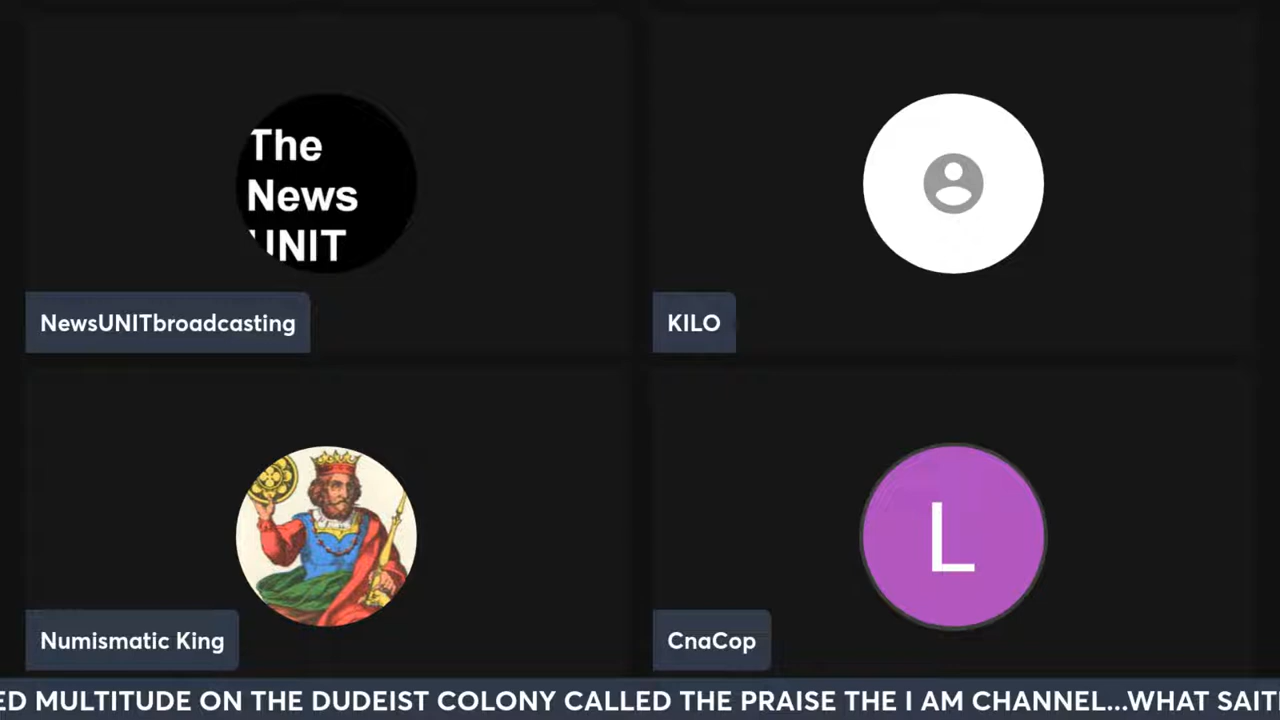 The
News
UNIT
NewsUNITbroadcasting
KILO
Numismatic King
L
CnaCop
MULTITUDE ON THE DUDEIST COLONY CALLED THE PRAISE THE I AM CHANNEL...WHAT